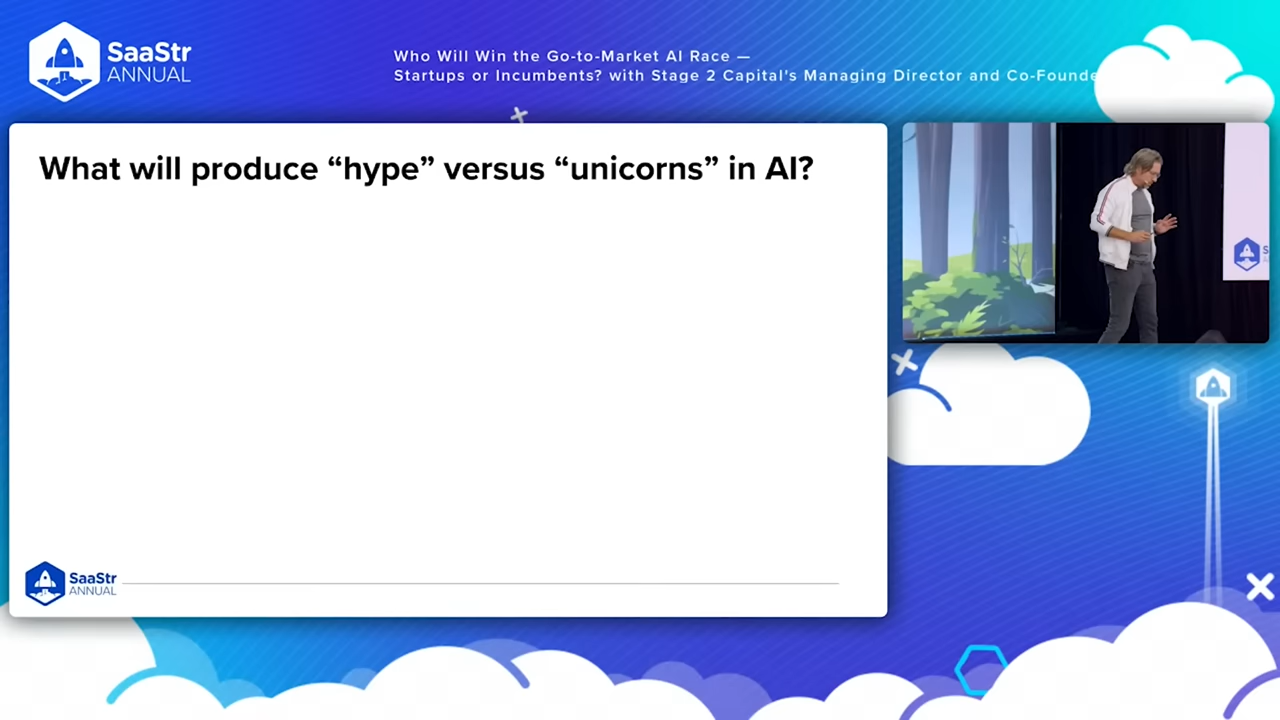 SaaStr
ANNUAL
Who Will Win the Go-to-Market AI Race —
Startups or Incumbents? with Stage 2 Capital's Managing Director and Co-Founde
What will produce “hype” versus “unicorns” in AI?
SaaStr
ANNUAL